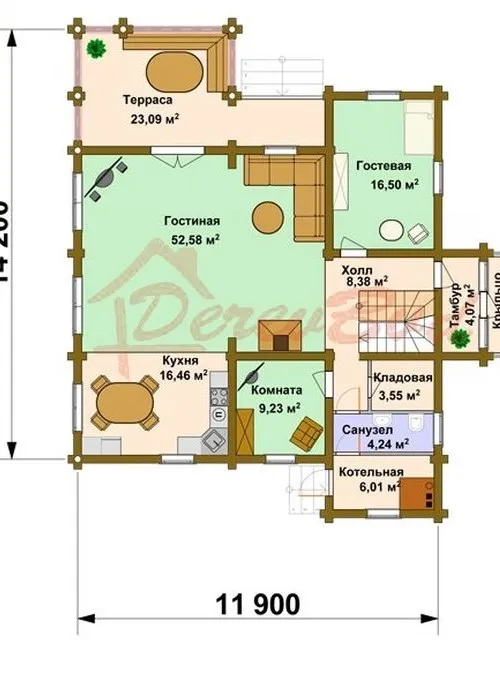 Терраса
23,09 м²
Гостевая
16,50 м²
Гостиная
52,58 м²
Холл
8,38 м²
Тамбур
4,07 м²
Крыльцо
Кухня
16,46 м²
Комната
9,23 м²
Кладовая
3,55 м²
Санузел
4,24 м²
Котельная
6,01 м²
11 900